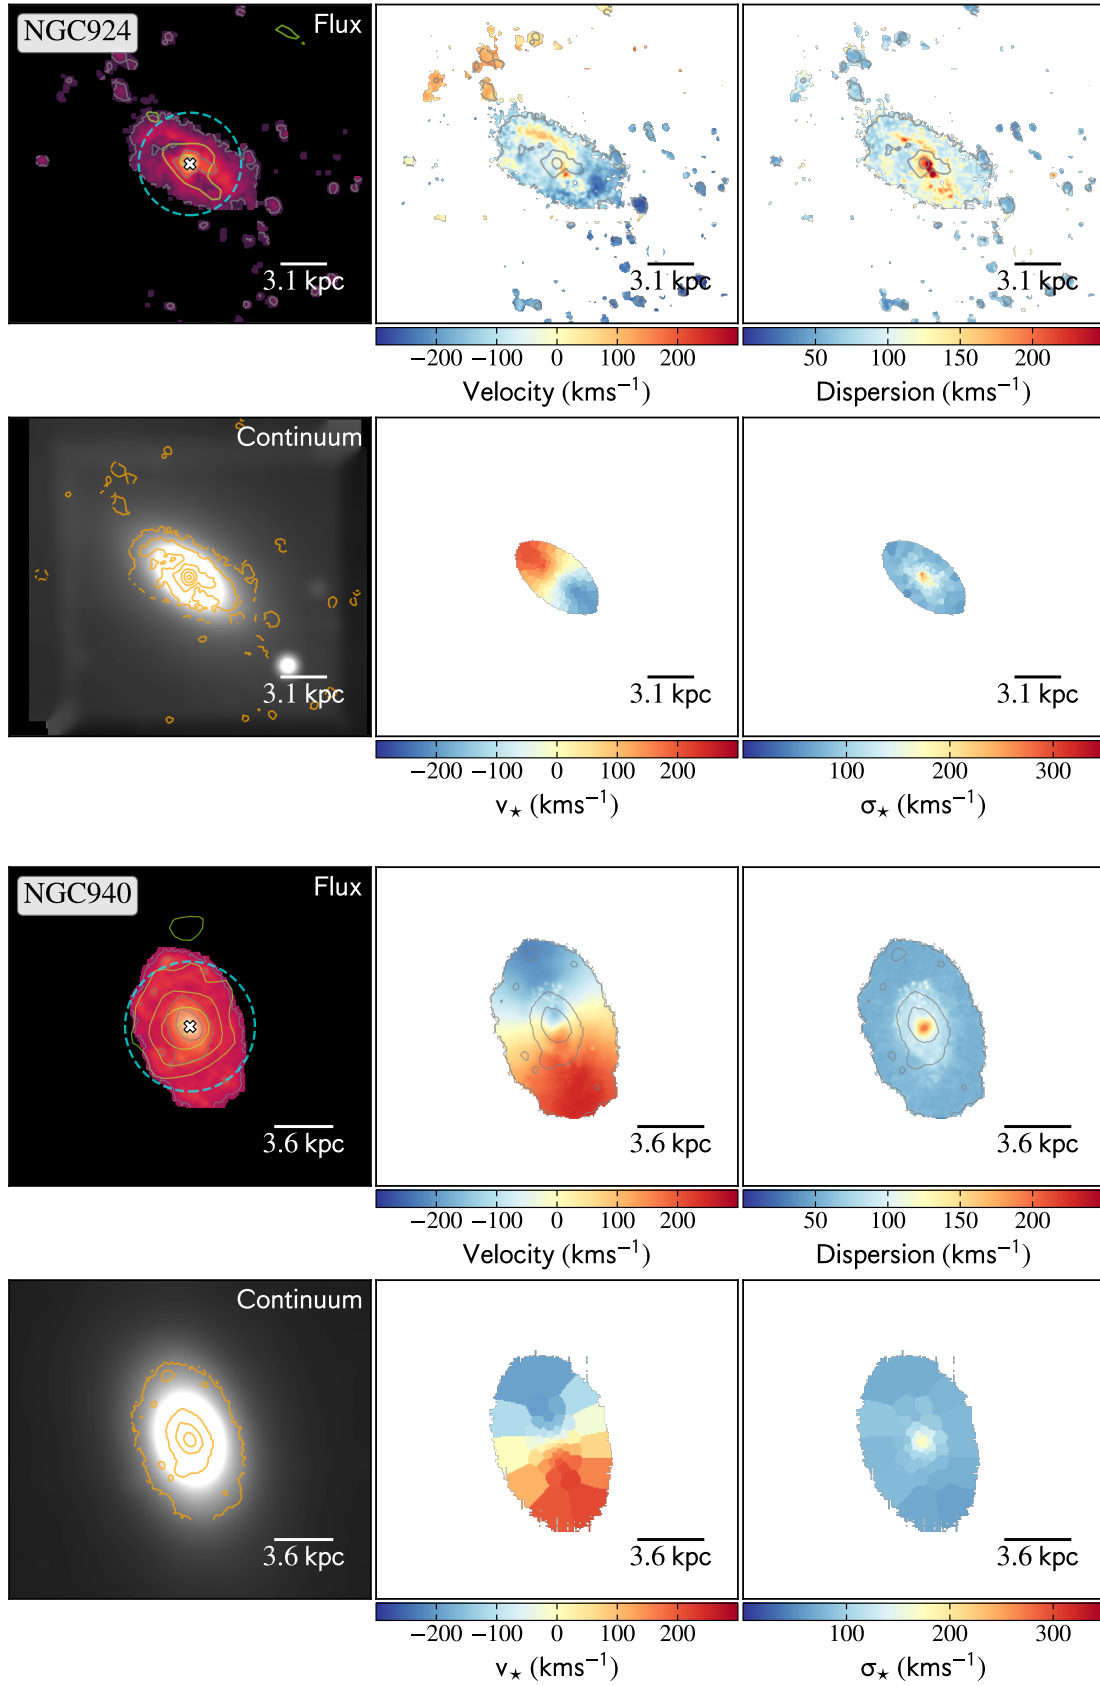 NGC924
Flux
3.1 kpc
3.1 kpc
3.1 kpc
−200 −100 0 100 200
50 100 150 200
Velocity (kms⁻¹)
Dispersion (kms⁻¹)
Continuum
3.1 kpc
3.1 kpc
3.1 kpc
−200 −100 0 100 200
100 200 300
v⋆ (kms⁻¹)
σ⋆ (kms⁻¹)
NGC940
Flux
3.6 kpc
3.6 kpc
3.6 kpc
−200 −100 0 100 200
50 100 150 200
Velocity (kms⁻¹)
Dispersion (kms⁻¹)
Continuum
3.6 kpc
3.6 kpc
3.6 kpc
−200 −100 0 100 200
100 200 300
v⋆ (kms⁻¹)
σ⋆ (kms⁻¹)